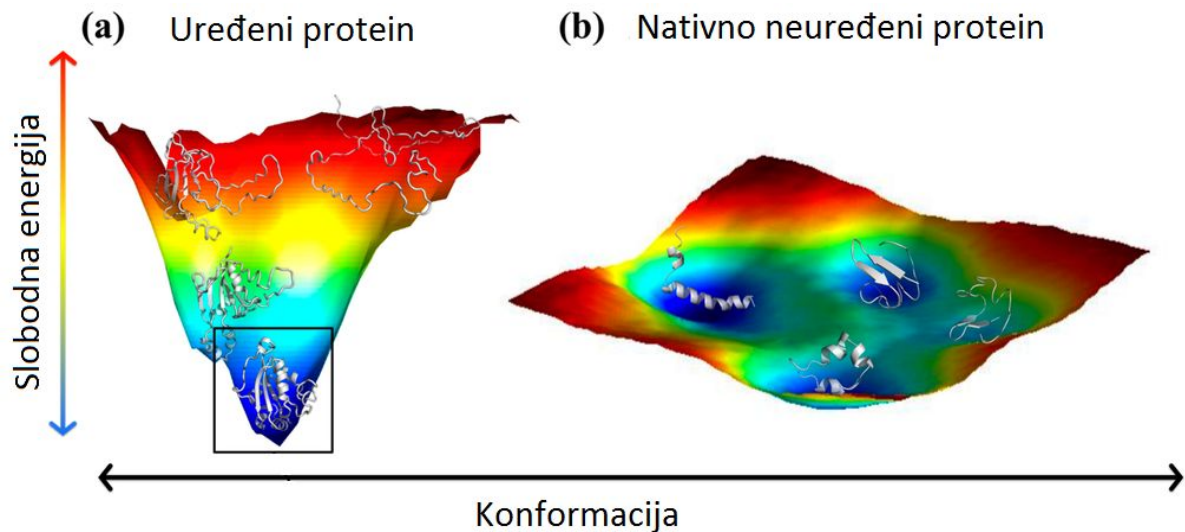 (a) Uređeni protein
(b) Nativno neuređeni protein
Slobodna energija
Konformacija